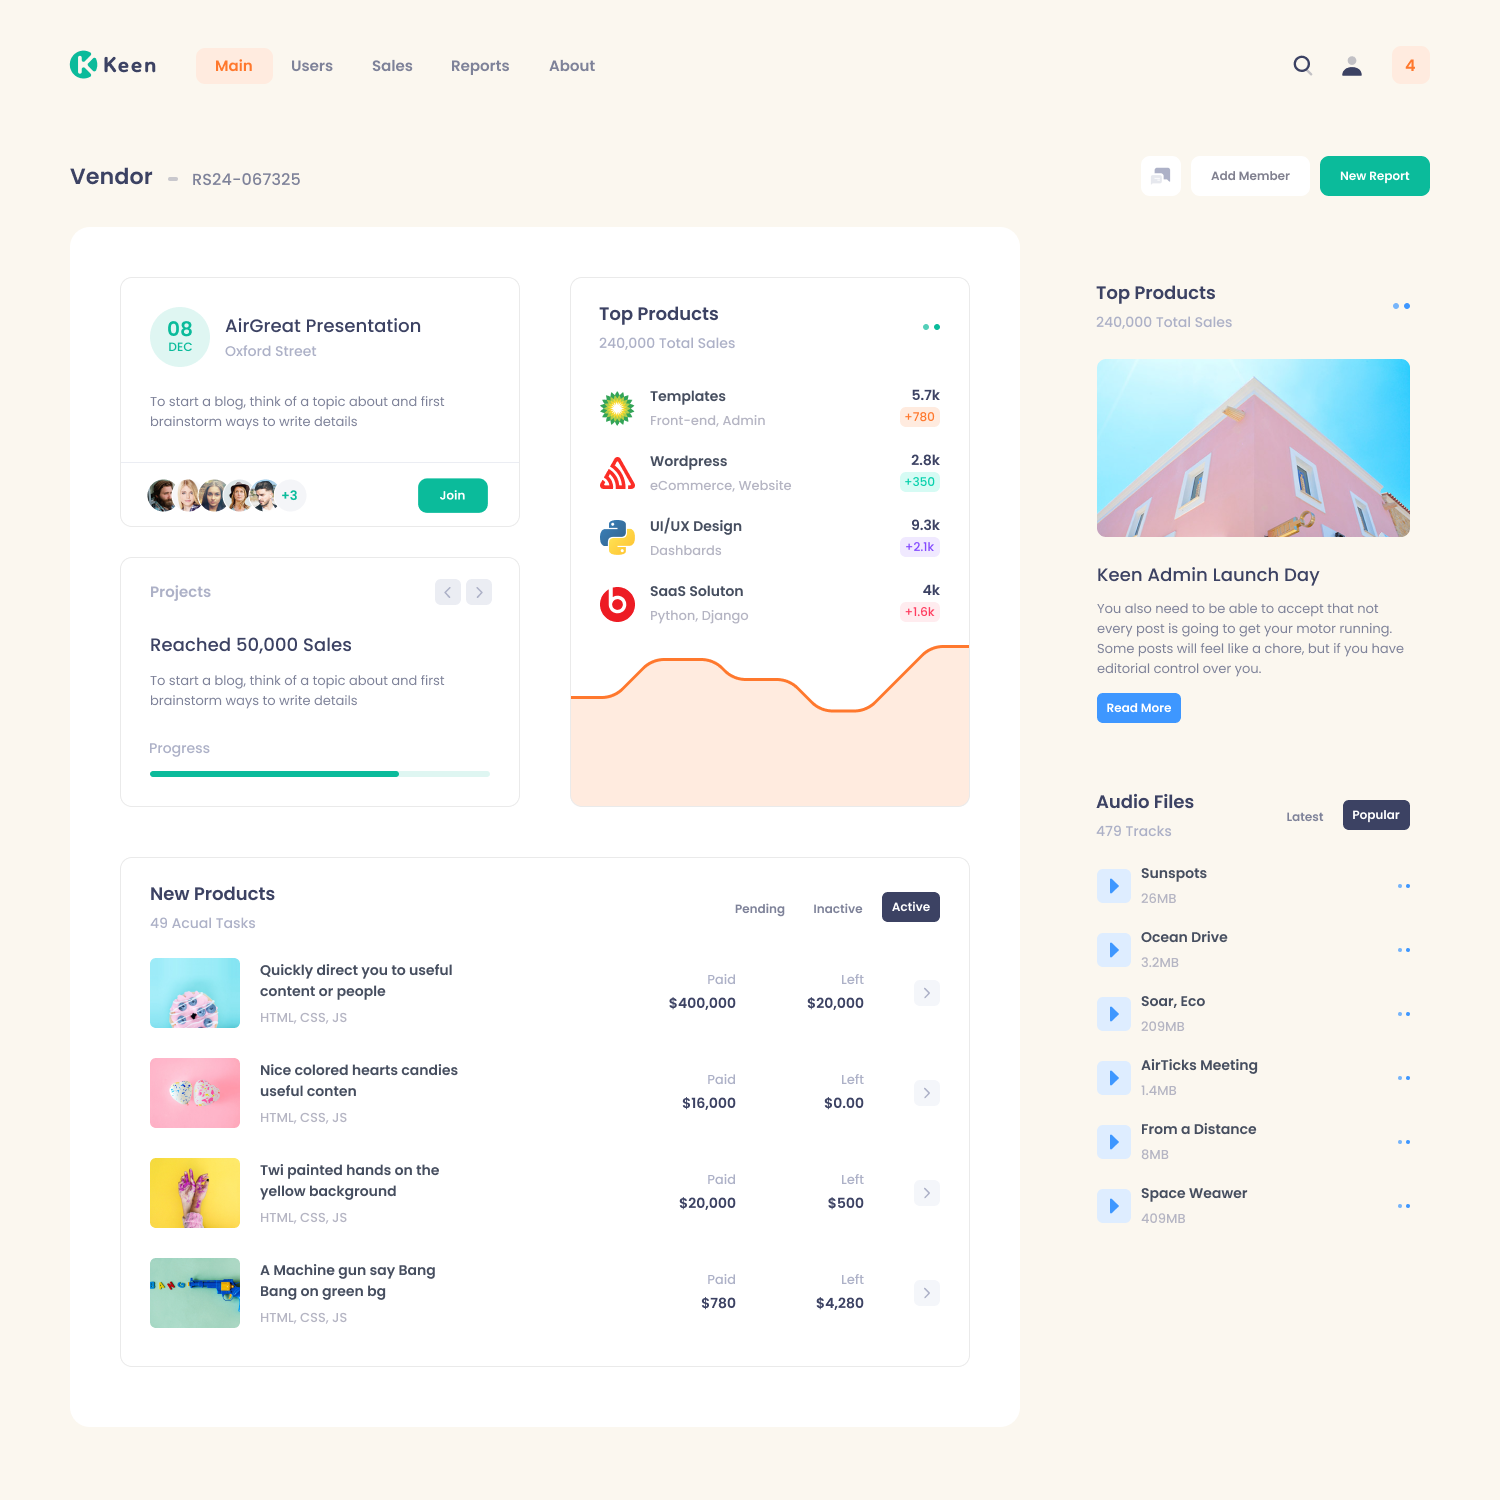 Keen
Main
Users
Sales
Reports
About
4
Vendor
RS24-067325
Add Member
New Report
08
DEC
AirGreat Presentation
Oxford Street
To start a blog, think of a topic about and first
brainstorm ways to write details
+3
Join
Projects
Reached 50,000 Sales
To start a blog, think of a topic about and first
brainstorm ways to write details
Progress
Top Products
240,000 Total Sales
Templates
5.7k
Front-end, Admin
+780
Wordpress
2.8k
eCommerce, Website
+350
UI/UX Design
9.3k
Dashbards
+2.1k
SaaS Soluton
4k
Python, Django
+1.6k
New Products
49 Acual Tasks
Pending
Inactive
Active
Quickly direct you to useful
content or people
HTML, CSS, JS
Paid
$400,000
Left
$20,000
Nice colored hearts candies
useful conten
HTML, CSS, JS
Paid
$16,000
Left
$0.00
Twi painted hands on the
yellow background
HTML, CSS, JS
Paid
$20,000
Left
$500
A Machine gun say Bang
Bang on green bg
HTML, CSS, JS
Paid
$780
Left
$4,280
Top Products
240,000 Total Sales
Keen Admin Launch Day
You also need to be able to accept that not
every post is going to get your motor running.
Some posts will feel like a chore, but if you have
editorial control over you.
Read More
Audio Files
479 Tracks
Latest
Popular
Sunspots
26MB
Ocean Drive
3.2MB
Soar, Eco
209MB
AirTicks Meeting
1.4MB
From a Distance
8MB
Space Weawer
409MB